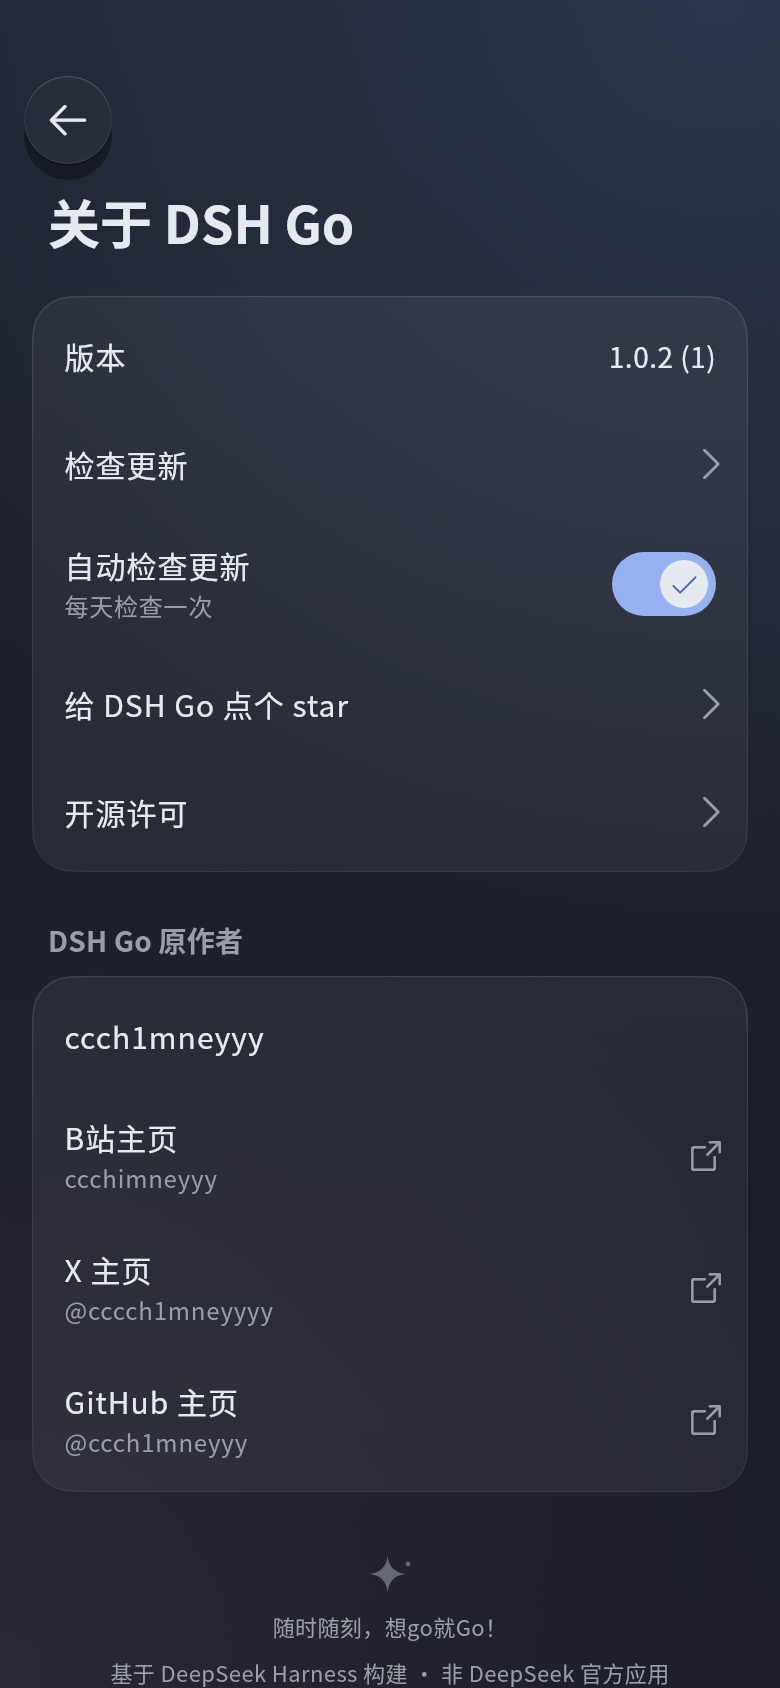 关于 DSH Go
版本
1.0.2 (1)
检查更新
自动检查更新
每天检查一次
给 DSH Go 点个 star
开源许可
DSH Go 原作者
ccch1mneyyy
B站主页
ccchimneyyy
X 主页
@cccch1mneyyyy
GitHub 主页
@ccch1mneyyy
随时随刻，想go就Go！
基于 DeepSeek Harness 构建 · 非 DeepSeek 官方应用